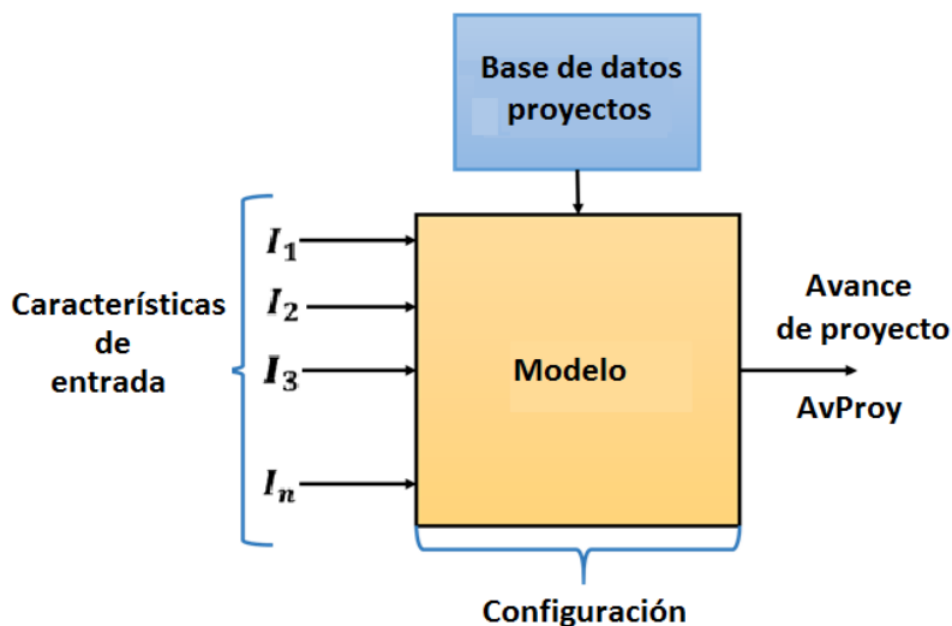 Base de datos
proyectos
I₁
I₂
I₃
Iₙ
Características
de
entrada
Modelo
Avance
de proyecto
AvProy
Configuración